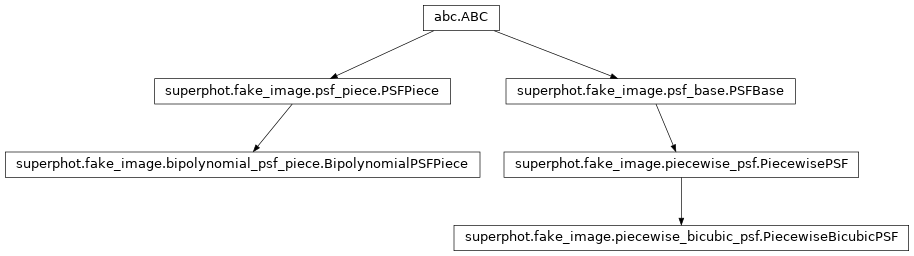 abc.ABC
superphot.fake_image.psf_piece.PSFPiece
superphot.fake_image.psf_base.PSFBase
superphot.fake_image.bipolynomial_psf_piece.BipolynomialPSFPiece
superphot.fake_image.piecewise_psf.PiecewisePSF
superphot.fake_image.piecewise_bicubic_psf.PiecewiseBicubicPSF